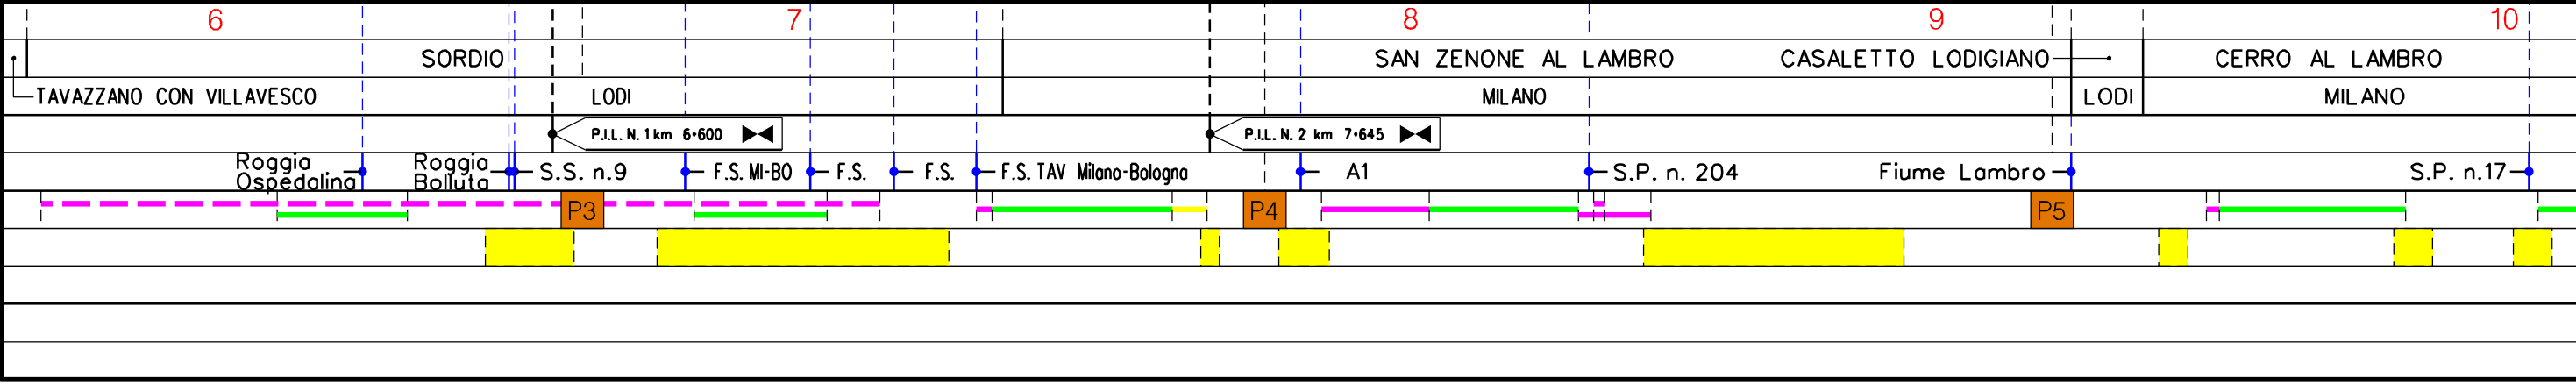 6 7 8 9 10
SORDIO SAN ZENONE AL LAMBRO CASALETTO LODIGIANO CERRO AL LAMBRO
TAVAZZANO CON VILLAVESCO LODI MILANO LODI MILANO
P.I.L. N. 1 km 6+600 P.I.L. N. 2 km 7+645
Roggia
Ospedalina
Roggia
Bolluta
S.S. n.9 F.S. MI-BO F.S. F.S. F.S. TAV Milano-Bologna A1 S.P. n. 204 Fiume Lambro S.P. n.17
P3 P4 P5